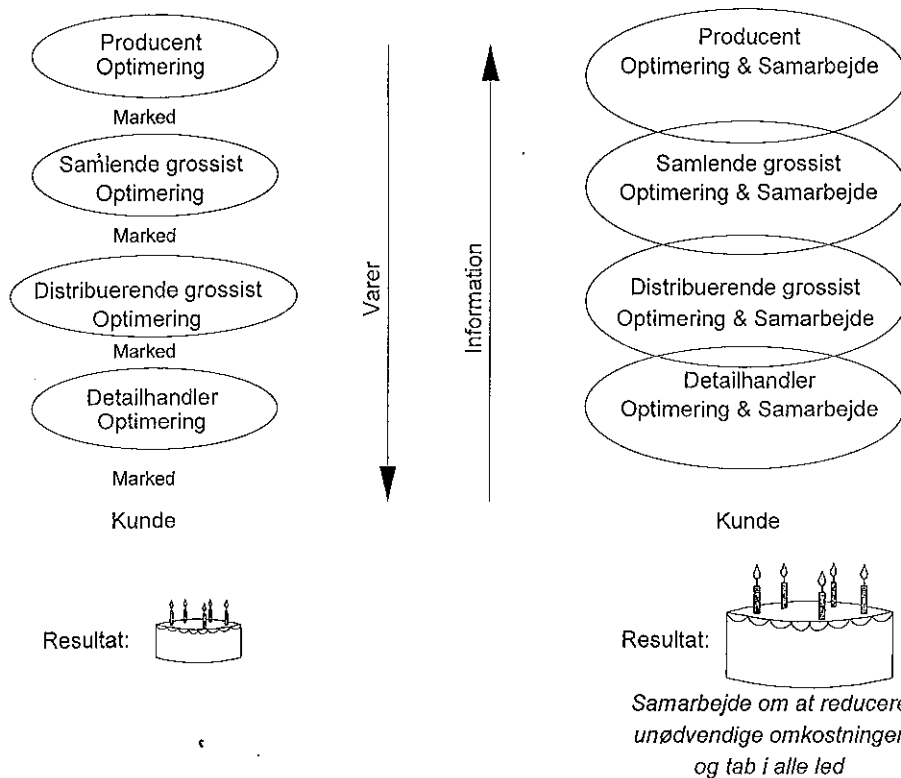 Producent
Optimering
Marked
Samlende grossist
Optimering
Marked
Distribuerende grossist
Optimering
Marked
Detailhandler
Optimering
Marked
Kunde
Resultat:
Varer
Information
Producent
Optimering & Samarbejde
Samlende grossist
Optimering & Samarbejde
Distribuerende grossist
Optimering & Samarbejde
Detailhandler
Optimering & Samarbejde
Kunde
Resultat:
Samarbejde om at reducere
unødvendige omkostninger
og tab i alle led